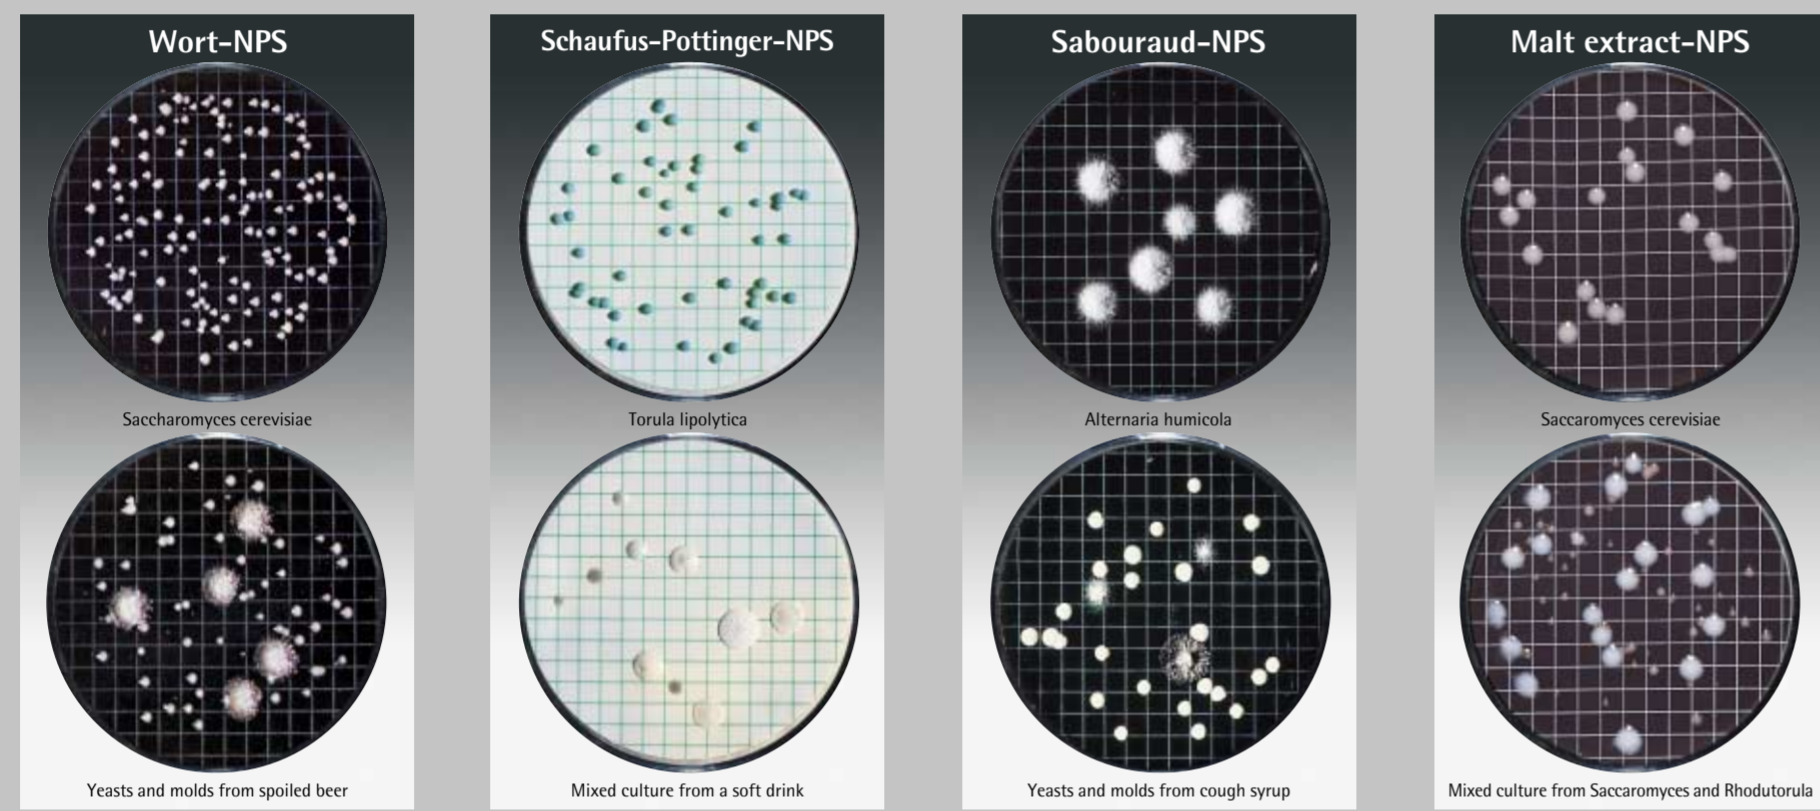 Wort-NPS
Saccharomyces cerevisiae
Yeasts and molds from spoiled beer
Schaufus-Pottinger-NPS
Torula lipolytica
Mixed culture from a soft drink
Sabouraud-NPS
Alternaria humicola
Yeasts and molds from cough syrup
Malt extract-NPS
Saccaromyces cerevisiae
Mixed culture from Saccaromyces and Rhodutorula